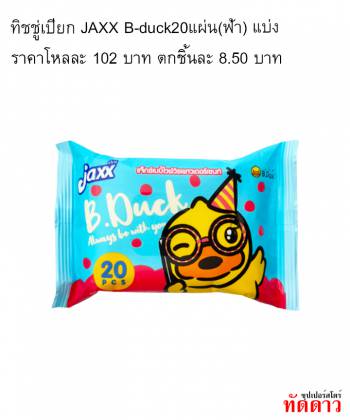 ทิชชู่เปียก JAXX B-duck20แผ่น(ฟ้า) แบ่ง
ราคาโหลละ 102 บาท ตกชิ้นละ 8.50 บาท
jaxx
B.Duck
B.Duck
Always be with you
20
PCS
ซุปเปอร์สโตร์
ทัดดาว